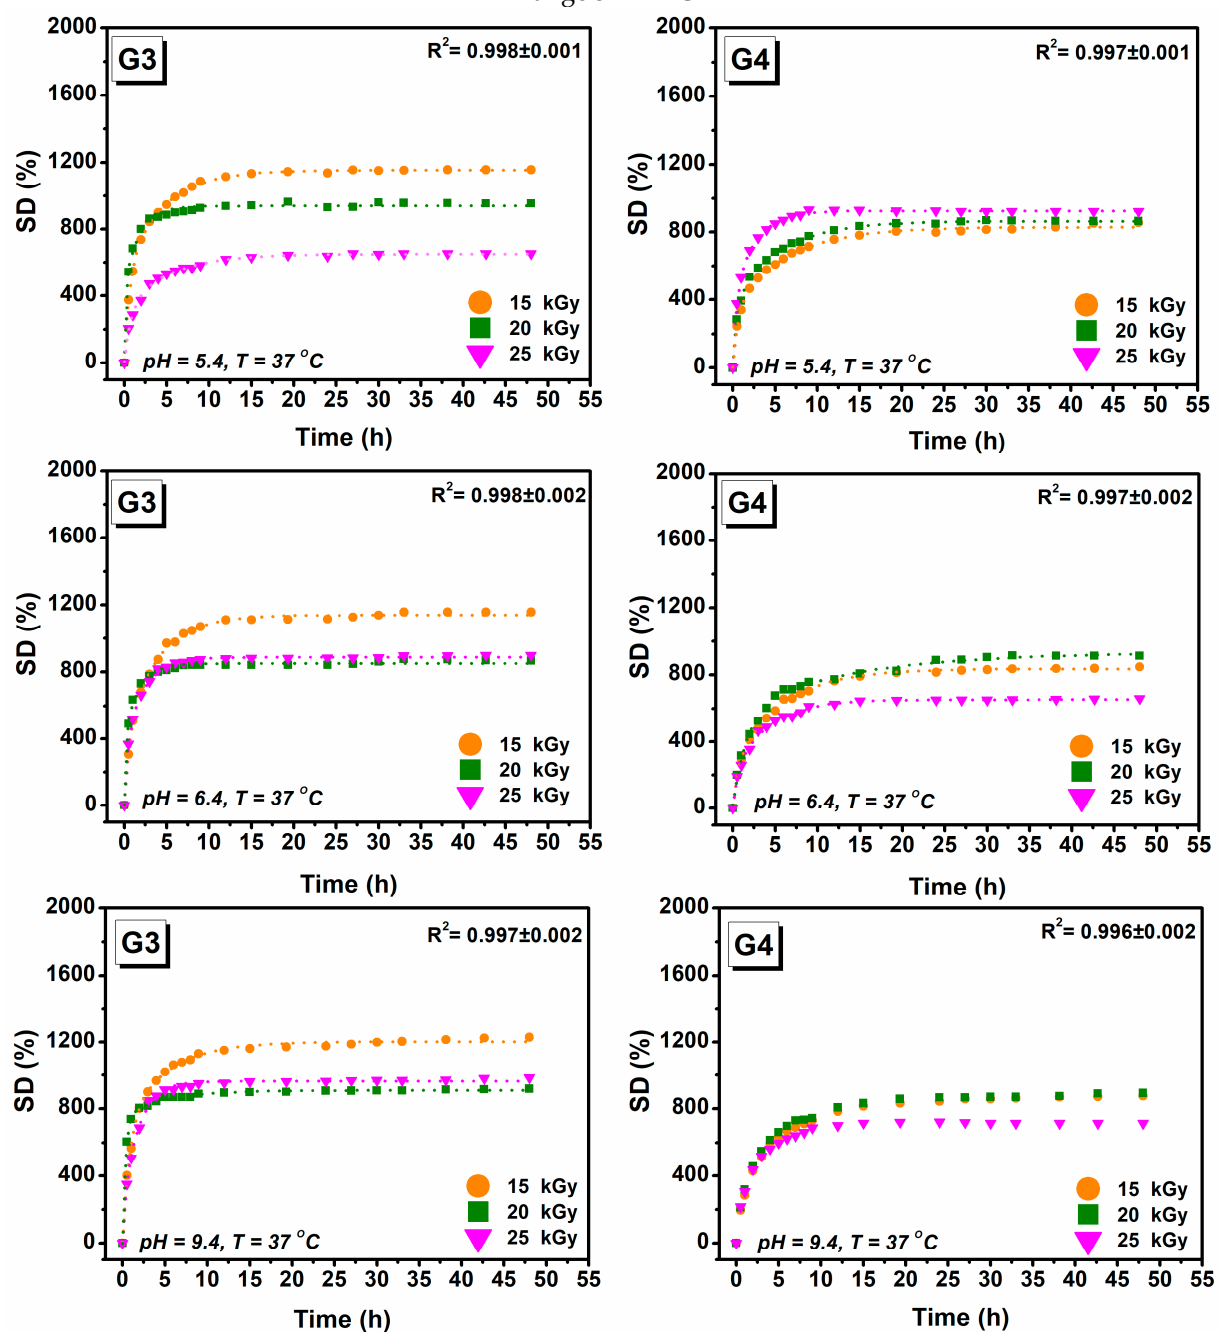 G3
R²= 0.998±0.001
SD (%)
2000
1600
1200
800
400
0
15 kGy
20 kGy
25 kGy
pH = 5.4, T = 37 °C
0 5 10 15 20 25 30 35 40 45 50 55
Time (h)
G4
R²= 0.997±0.001
SD (%)
2000
1600
1200
800
400
0
15 kGy
20 kGy
25 kGy
pH = 5.4, T = 37 °C
0 5 10 15 20 25 30 35 40 45 50 55
Time (h)
G3
R²= 0.998±0.002
SD (%)
2000
1600
1200
800
400
0
15 kGy
20 kGy
25 kGy
pH = 6.4, T = 37 °C
0 5 10 15 20 25 30 35 40 45 50 55
Time (h)
G4
R²= 0.997±0.002
SD (%)
2000
1600
1200
800
400
0
15 kGy
20 kGy
25 kGy
pH = 6.4, T = 37 °C
0 5 10 15 20 25 30 35 40 45 50 55
Time (h)
G3
R²= 0.997±0.002
SD (%)
2000
1600
1200
800
400
0
15 kGy
20 kGy
25 kGy
pH = 9.4, T = 37 °C
0 5 10 15 20 25 30 35 40 45 50 55
Time (h)
G4
R²= 0.996±0.002
SD (%)
2000
1600
1200
800
400
0
15 kGy
20 kGy
25 kGy
pH = 9.4, T = 37 °C
0 5 10 15 20 25 30 35 40 45 50 55
Time (h)